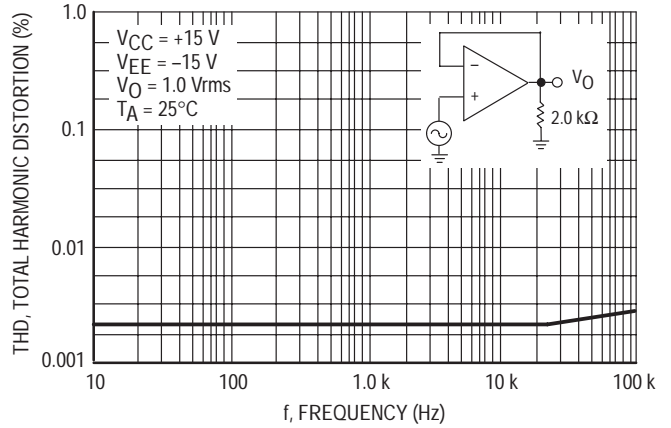 THD, TOTAL HARMONIC DISTORTION (%)
1.0
0.1
0.01
0.001
VCC = +15 V
VEE = –15 V
VO = 1.0 Vrms
TA = 25°C
–
+
VO
2.0 kΩ
10
100
1.0 k
10 k
100 k
f, FREQUENCY (Hz)